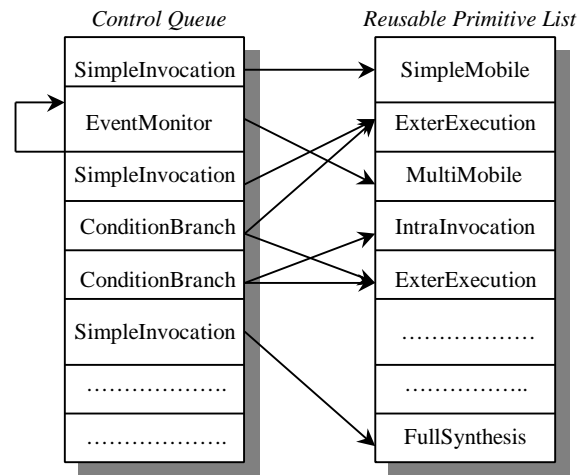 Control Queue
SimpleInvocation
EventMonitor
SimpleInvocation
ConditionBranch
ConditionBranch
SimpleInvocation
………………..
………………..
Reusable Primitive List
SimpleMobile
ExterExecution
MultiMobile
IntraInvocation
ExterExecution
………………
……………..
FullSynthesis